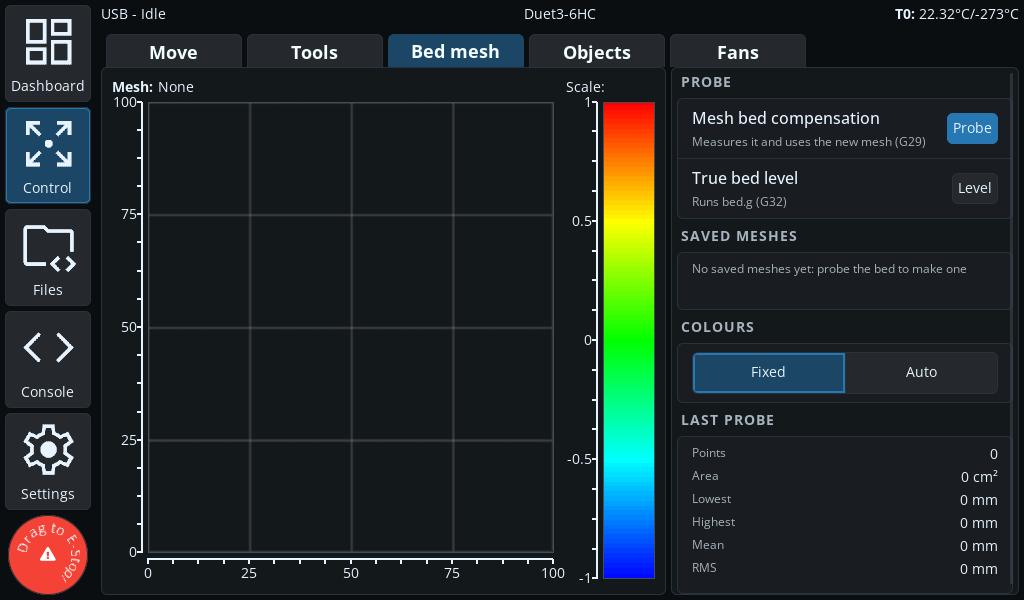 USB - Idle
Duet3-6HC
T0: 22.32°C/-273°C
Dashboard
Control
Files
Console
Settings
Drag to E-Stop!
Move
Tools
Bed mesh
Objects
Fans
Mesh: None
Scale:
100
75
50
25
0
0
25
50
75
100
1
0.5
0
-0.5
-1
PROBE
Mesh bed compensation
Measures it and uses the new mesh (G29)
Probe
True bed level
Runs bed.g (G32)
Level
SAVED MESHES
No saved meshes yet: probe the bed to make one
COLOURS
Fixed
Auto
LAST PROBE
Points 0
Area 0 cm²
Lowest 0 mm
Highest 0 mm
Mean 0 mm
RMS 0 mm